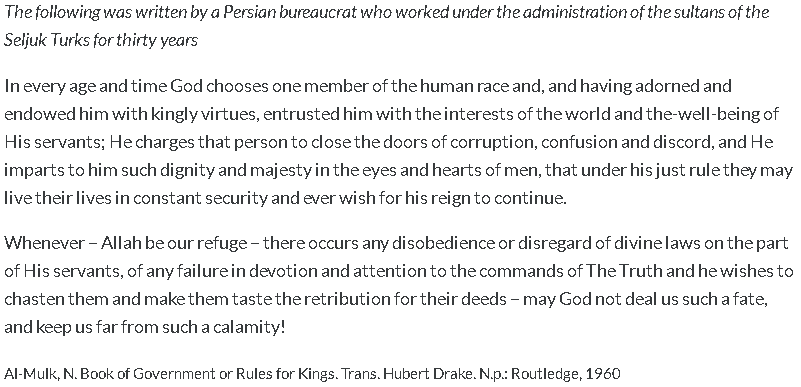 The following was written by a Persian bureaucrat who worked under the administration of the sultans of the
Seljuk Turks for thirty years
In every age and time God chooses one member of the human race and, and having adorned and
endowed him with kingly virtues, entrusted him with the interests of the world and the-well-being of
His servants; He charges that person to close the doors of corruption, confusion and discord, and He
imparts to him such dignity and majesty in the eyes and hearts of men, that under his just rule they may
live their lives in constant security and ever wish for his reign to continue.
Whenever – Allah be our refuge – there occurs any disobedience or disregard of divine laws on the part
of His servants, of any failure in devotion and attention to the commands of The Truth and he wishes to
chasten them and make them taste the retribution for their deeds – may God not deal us such a fate,
and keep us far from such a calamity!
Al-Mulk, N. Book of Government or Rules for Kings. Trans. Hubert Drake. N.p.: Routledge, 1960